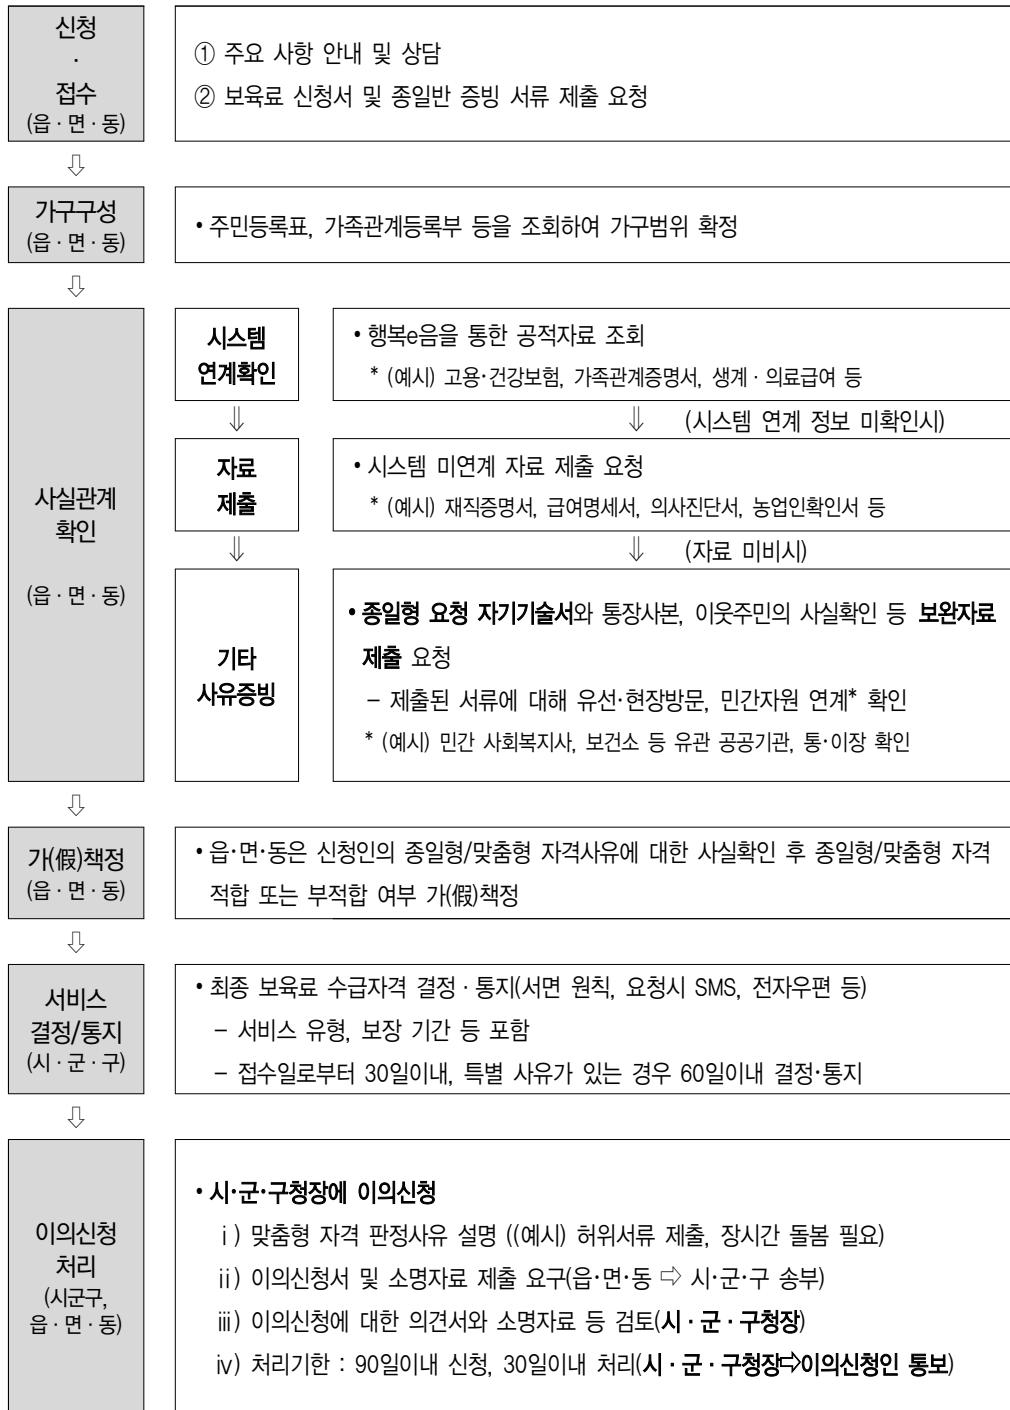 신청
·
접수
(읍·면·동)
① 주요 사항 안내 및 상담
② 보육료 신청서 및 종일반 증빙 서류 제출 요청
⇩
가구구성
(읍·면·동)
• 주민등록표, 가족관계등록부 등을 조회하여 가구범위 확정
⇩
사실관계
확인
(읍·면·동)
시스템
연계확인
• 행복e음을 통한 공적자료 조회
* (예시) 고용·건강보험, 가족관계증명서, 생계·의료급여 등
⇓ ⇓ (시스템 연계 정보 미확인시)
자료
제출
• 시스템 미연계 자료 제출 요청
* (예시) 재직증명서, 급여명세서, 의사진단서, 농업인확인서 등
⇓ ⇓ (자료 미비시)
기타
사유증빙
• 종일형 요청 자기기술서와 통장사본, 이웃주민의 사실확인 등 보완자료
제출 요청
– 제출된 서류에 대해 유선·현장방문, 민간자원 연계* 확인
* (예시) 민간 사회복지사, 보건소 등 유관 공공기관, 통·이장 확인
⇩
가(假)책정
(읍·면·동)
• 읍·면·동은 신청인의 종일형/맞춤형 자격사유에 대한 사실확인 후 종일형/맞춤형 자격
적합 또는 부적합 여부 가(假)책정
⇩
서비스
결정/통지
(시·군·구)
• 최종 보육료 수급자격 결정·통지(서면 원칙, 요청시 SMS, 전자우편 등)
– 서비스 유형, 보장 기간 등 포함
– 접수일로부터 30일이내, 특별 사유가 있는 경우 60일이내 결정·통지
⇩
이의신청
처리
(시군구,
읍·면·동)
• 시·군·구청장에 이의신청
ⅰ) 맞춤형 자격 판정사유 설명 ((예시) 허위서류 제출, 장시간 돌봄 필요)
ⅱ) 이의신청서 및 소명자료 제출 요구(읍·면·동 ⇨ 시·군·구 송부)
ⅲ) 이의신청에 대한 의견서와 소명자료 등 검토(시·군·구청장)
ⅳ) 처리기한 : 90일이내 신청, 30일이내 처리(시·군·구청장⇨이의신청인 통보)